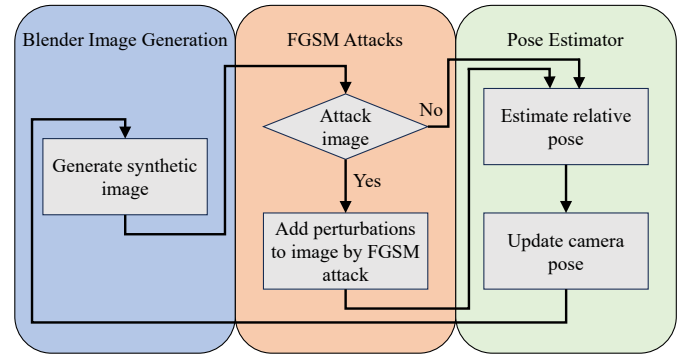 Blender Image Generation
FGSM Attacks
Pose Estimator
Generate synthetic
image
Attack
image
No
Yes
Add perturbations
to image by FGSM
attack
Estimate relative
pose
Update camera
pose